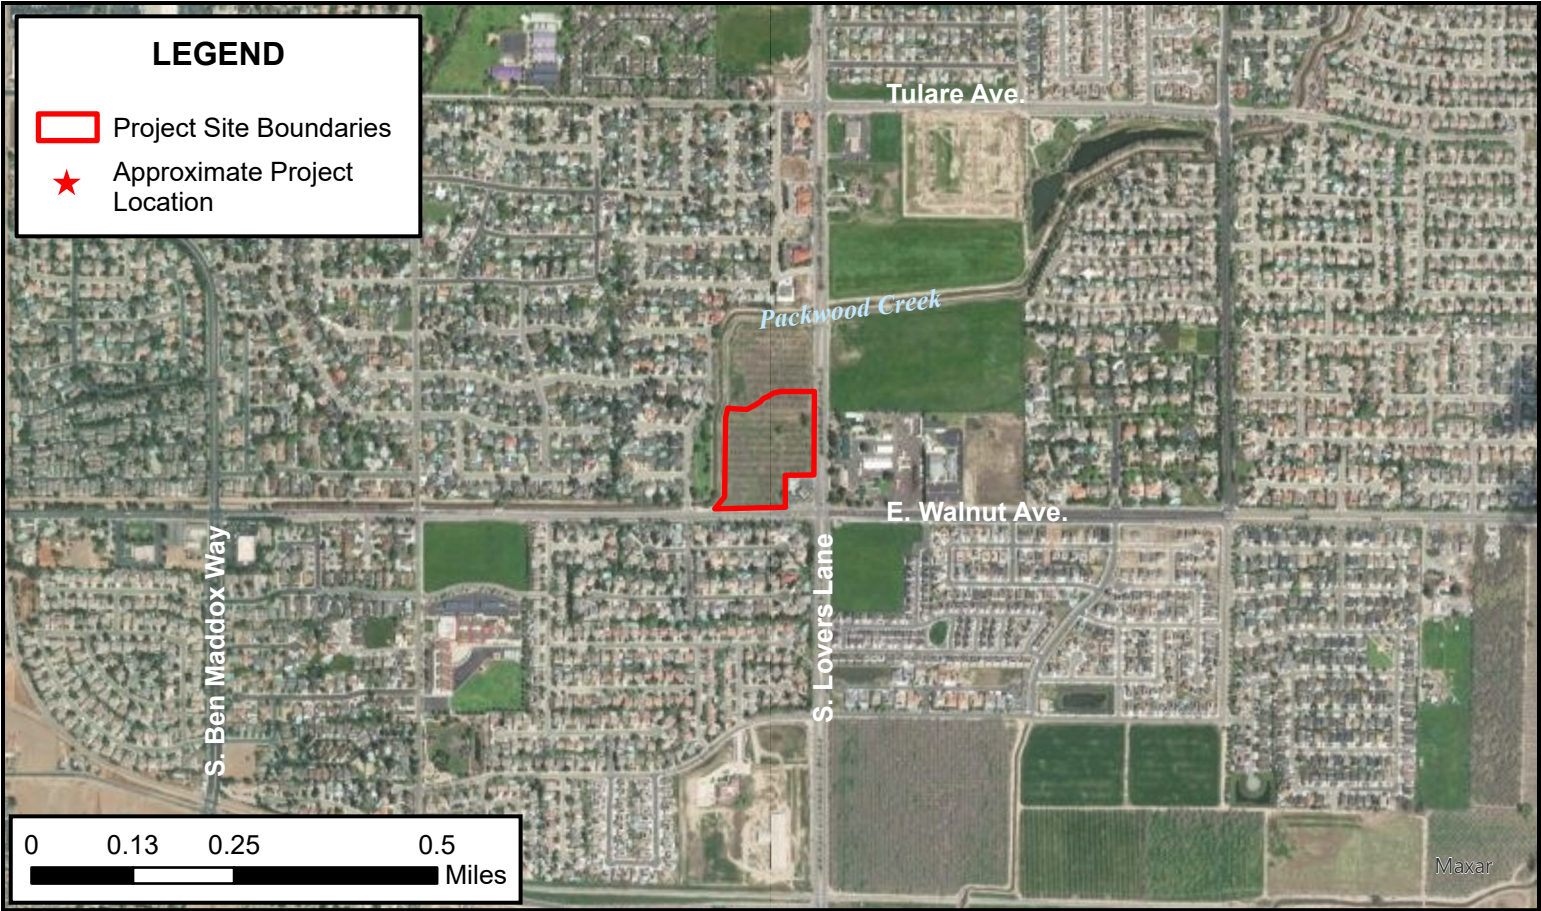 LEGEND
Project Site Boundaries
Approximate Project
Location
Tulare Ave.
Packwood Creek
E. Walnut Ave.
S. Ben Maddox Way
S. Lovers Lane
0 0.13 0.25 0.5
Miles
Maxar